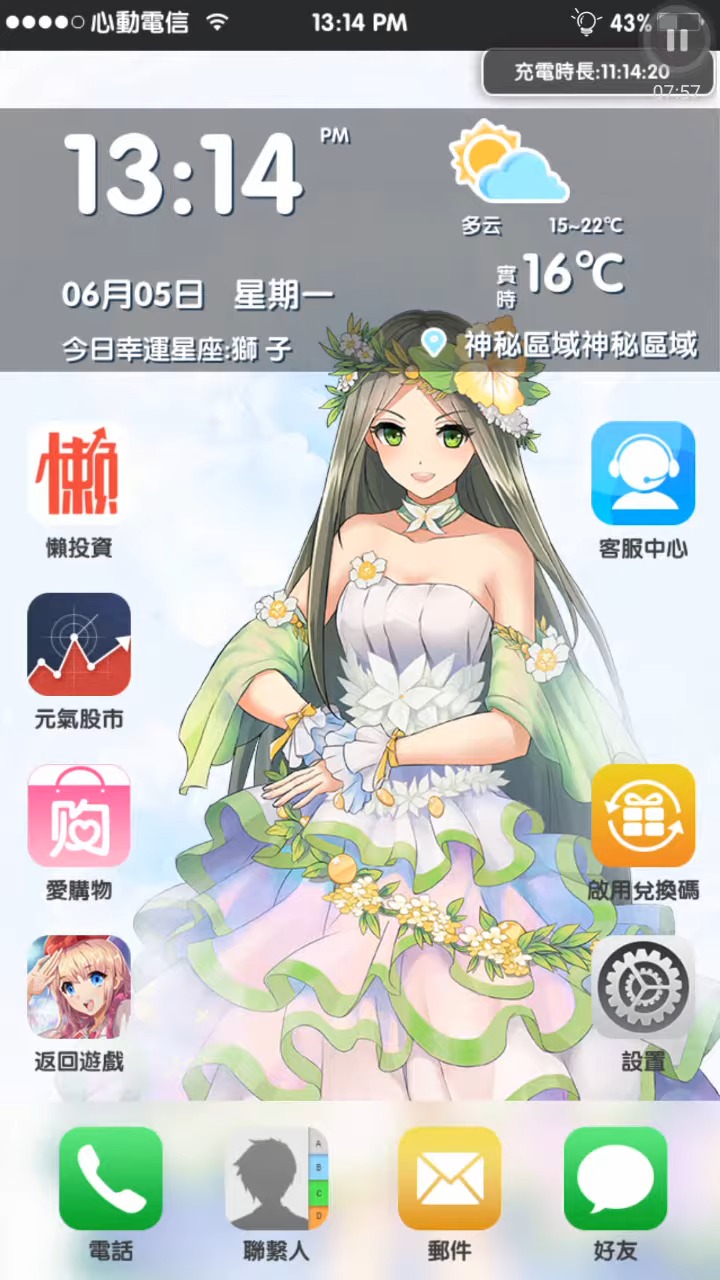 心動電信 13:14 PM 43%
充電時長:11:14:20
07:57
13:14 PM
多云 15~22℃
實時 16℃
06月05日 星期一
今日幸運星座:獅子
神秘區域神秘區域
懶
懶投資
客服中心
元氣股市
购
愛購物
啟用兌換碼
返回遊戲
設置
A
B
C
D
電話
聯繫人
郵件
好友